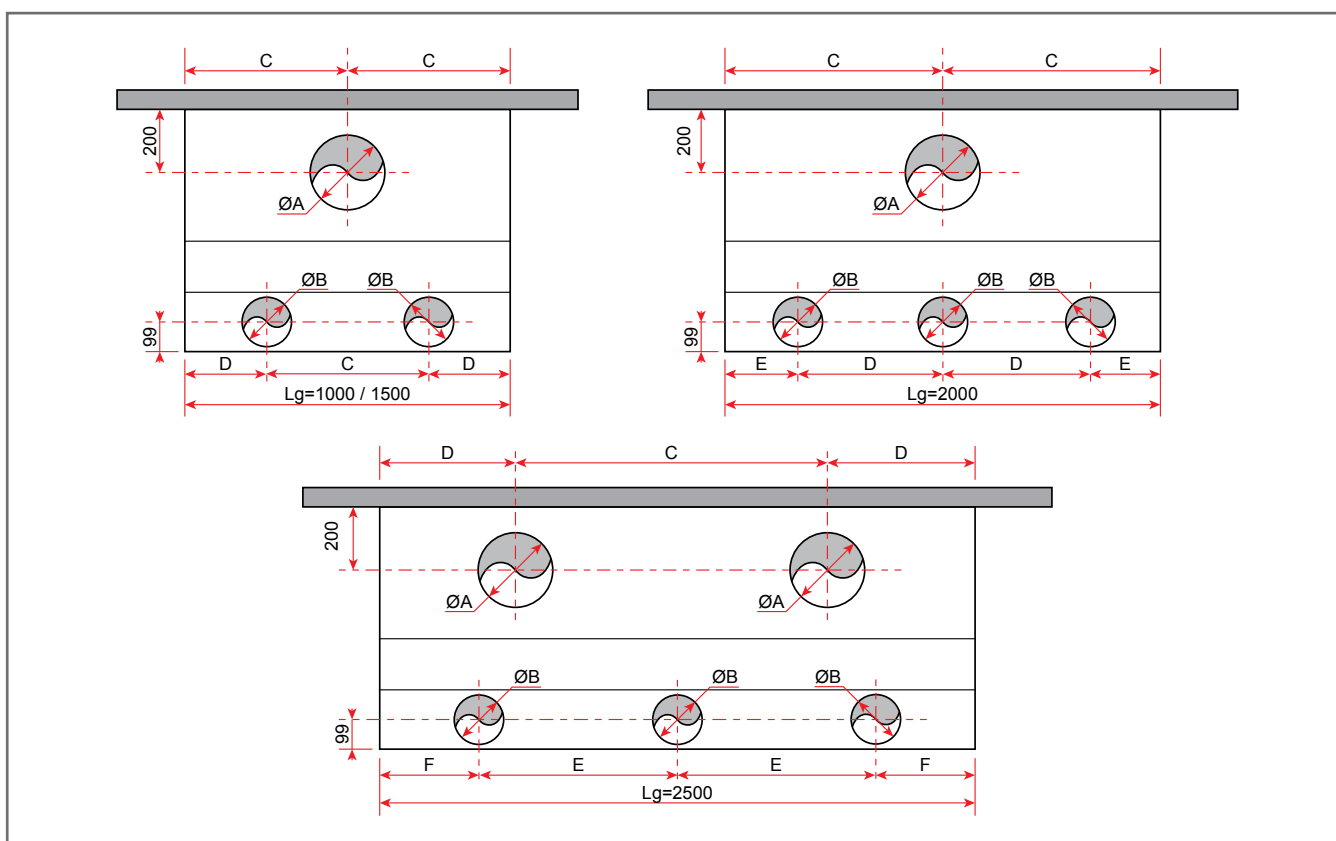 C C
200
ØA
ØB ØB
99
D C D
Lg=1000 / 1500
C C
200
ØA
ØB ØB ØB
99
E D D E
Lg=2000
D C D
200
ØA ØA
ØB ØB ØB
99
F E E F
Lg=2500